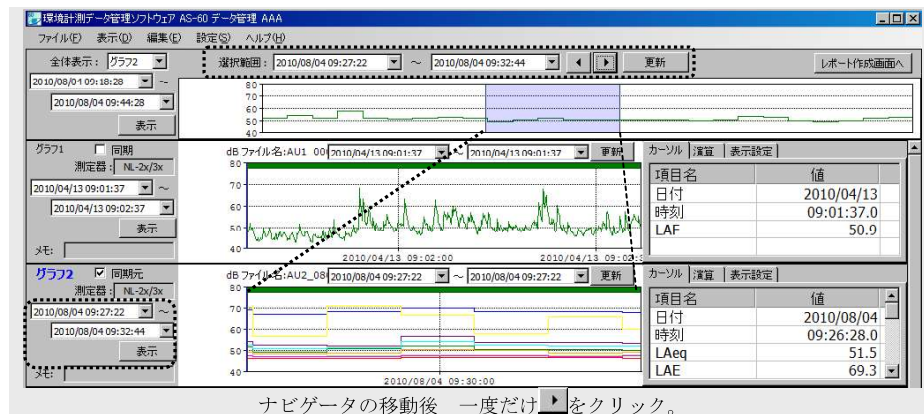 環境計測データ管理ソフトウェア AS-60 データ管理 AAA
ファイル(F) 表示(D) 編集(E) 設定(S) ヘルプ(H)
全体表示： グラフ2 選択範囲： 2010/08/04 09:27:22 ～ 2010/08/04 09:32:44 更新 レポート作成画面へ
2010/08/01 09:18:28 ～
2010/08/04 09:44:28
表示
80
70
60
50
40
グラフ1 同期
測定器： NL-2x/3x
2010/04/13 09:01:37 ～
2010/04/13 09:02:37
表示
メモ:
dB ファイル名:AU1_00 2010/04/13 09:01:37 ～ 2010/04/13 09:01:37 更新
80
70
60
50
40
2010/04/13 09:02:00 2010/04/13 09:02:3
カーソル 演算 表示設定
項目名 値
日付 2010/04/13
時刻 09:01:37.0
LAF 50.9
グラフ2 同期元
測定器： NL-2x/3x
2010/08/04 09:27:22 ～
2010/08/04 09:32:44
表示
メモ:
dB ファイル名:AU2_08 2010/08/04 09:27:22 ～ 2010/08/04 09:27:22 更新
80
70
60
50
40
2010/08/04 09:30:00
カーソル 演算 表示設定
項目名 値
日付 2010/08/04
時刻 09:26:28.0
LAeq 51.5
LAE 69.3
ナビゲータの移動後 一度だけ をクリック。